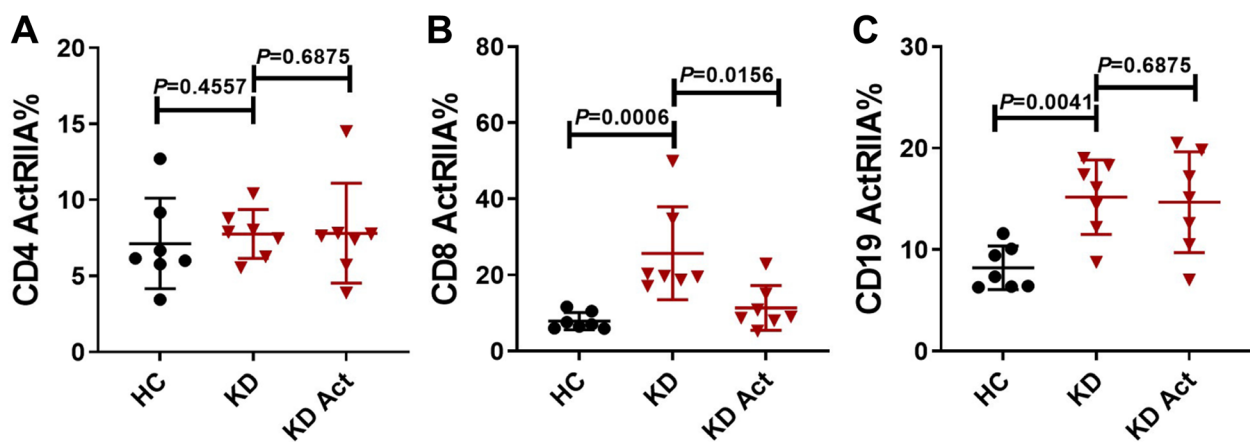 A
CD4 ActRIIA%
20
15
10
5
0
P=0.4557
P=0.6875
HC
KD
KD Act
B
CD8 ActRIIA%
80
60
40
20
0
P=0.0006
P=0.0156
HC
KD
KD Act
C
CD19 ActRIIA%
30
20
10
0
P=0.0041
P=0.6875
HC
KD
KD Act